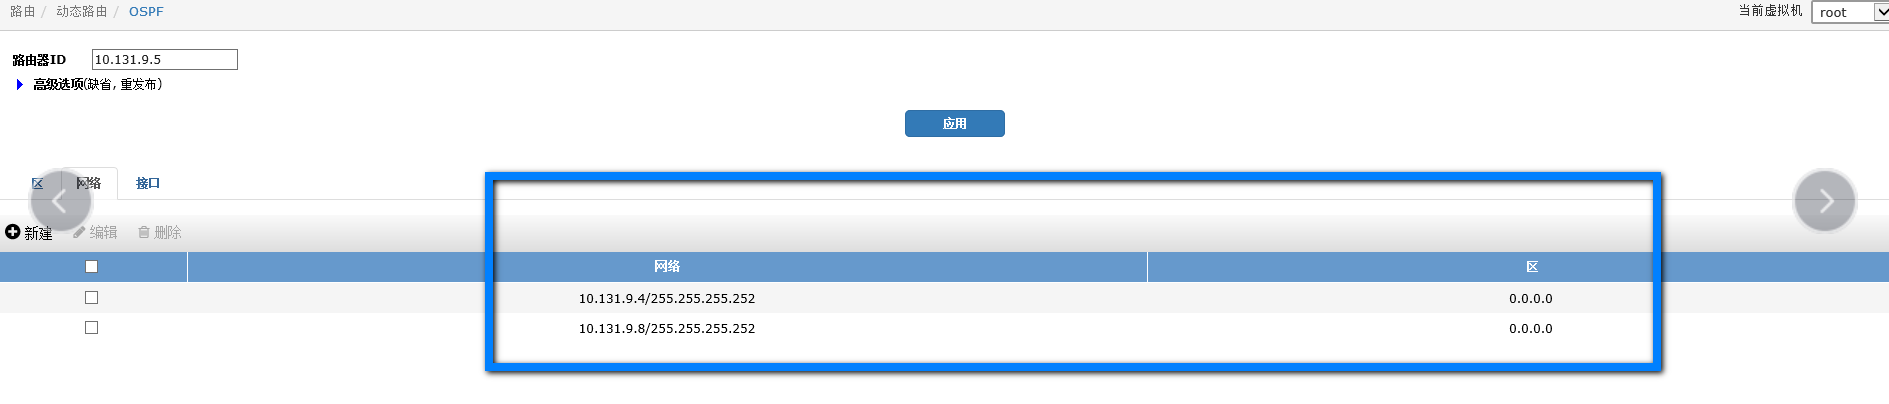 路由 / 动态路由 / OSPF 当前虚拟机 root
路由器ID 10.131.9.5
高级选项(缺省, 重发布)
应用
区 网络 接口
新建 编辑 删除
网络 区
10.131.9.4/255.255.255.252 0.0.0.0
10.131.9.8/255.255.255.252 0.0.0.0